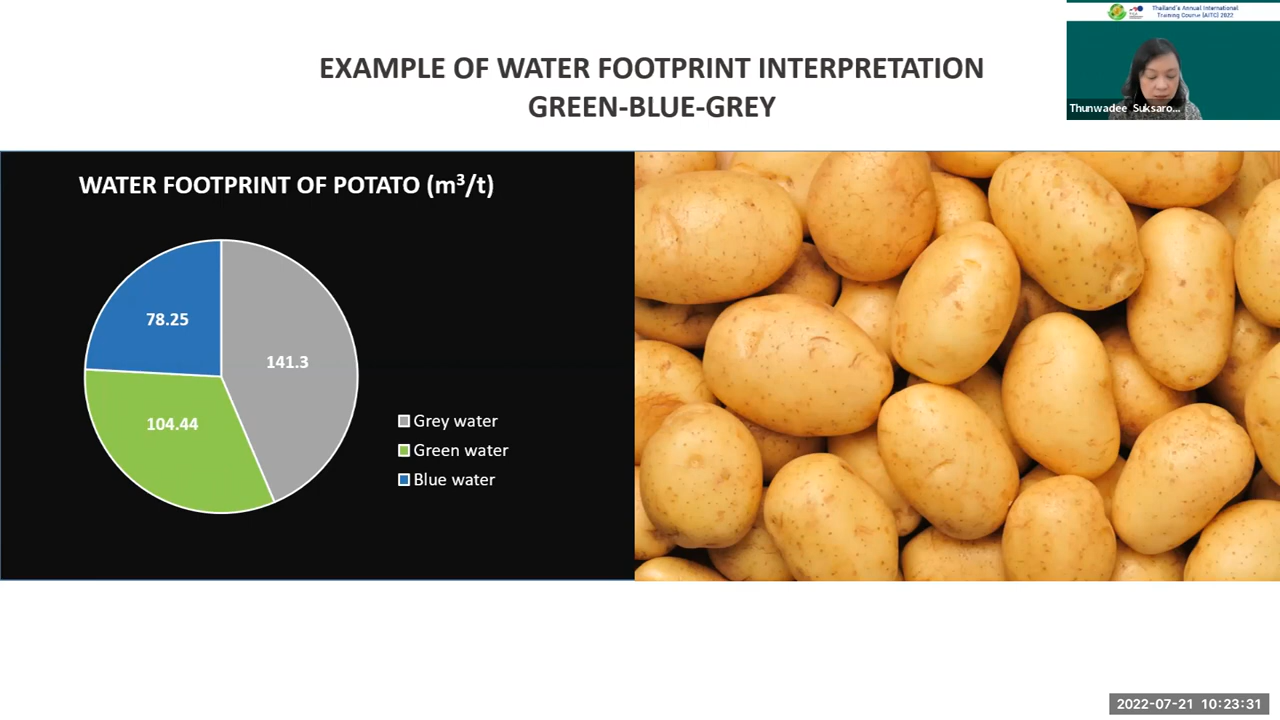 Thailand's Annual International
Training Course (AITC) 2022
EXAMPLE OF WATER FOOTPRINT INTERPRETATION
GREEN-BLUE-GREY
Thunwadee Suksaro...
WATER FOOTPRINT OF POTATO (m³/t)
78.25
141.3
104.44
Grey water
Green water
Blue water
2022-07-21 10:23:31